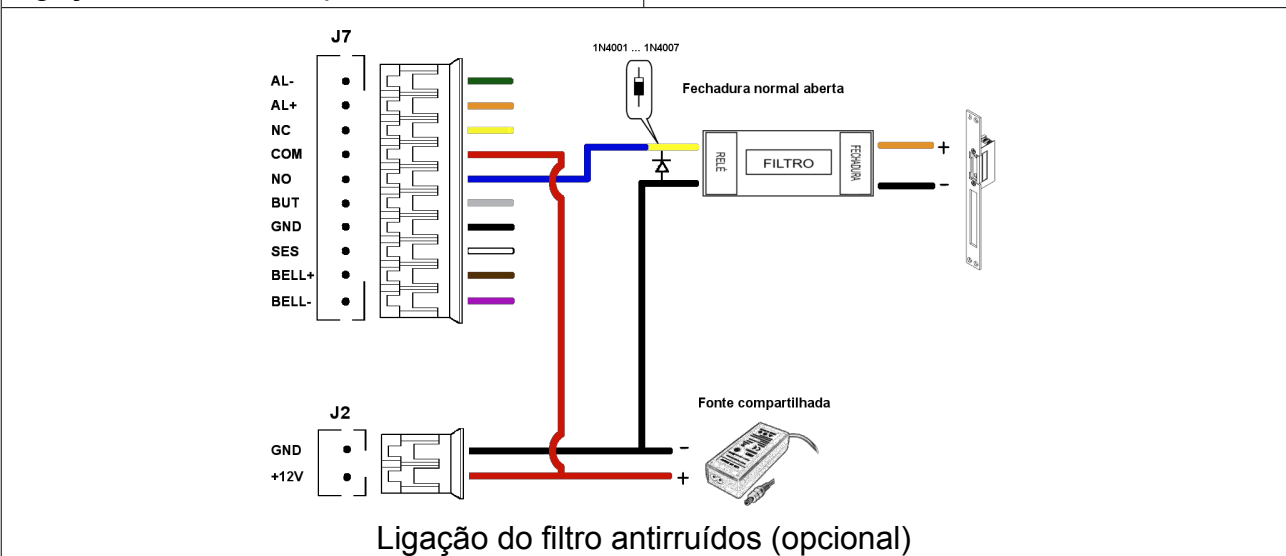 J7
1N4001 ... 1N4007
AL-
AL+
NC
COM
NO
BUT
GND
SES
BELL+
BELL-
Fechadura normal aberta
RELÉ
FILTRO
FECHADURA
+
-
J2
GND
+12V
Fonte compartilhada
-
+
Ligação do filtro antirruídos (opcional)